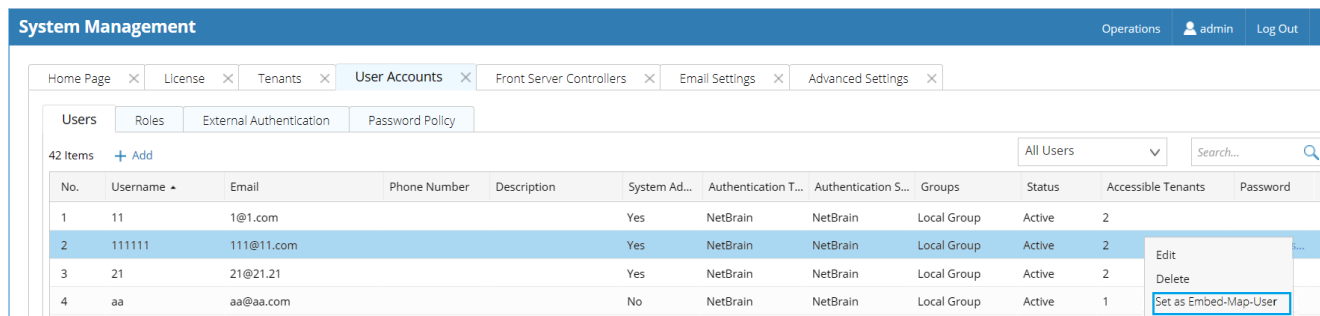 System Management Operations admin Log Out
Home Page License Tenants User Accounts Front Server Controllers Email Settings Advanced Settings
Users Roles External Authentication Password Policy
42 Items + Add All Users Search...
No. Username Email Phone Number Description System Ad... Authentication T... Authentication S... Groups Status Accessible Tenants Password
1 11 1@1.com Yes NetBrain NetBrain Local Group Active 2
2 111111 111@11.com Yes NetBrain NetBrain Local Group Active 2
Edit
3 21 21@21.21 Yes NetBrain NetBrain Local Group Active 2
Delete
4 aa aa@aa.com No NetBrain NetBrain Local Group Active 1
Set as Embed-Map-User